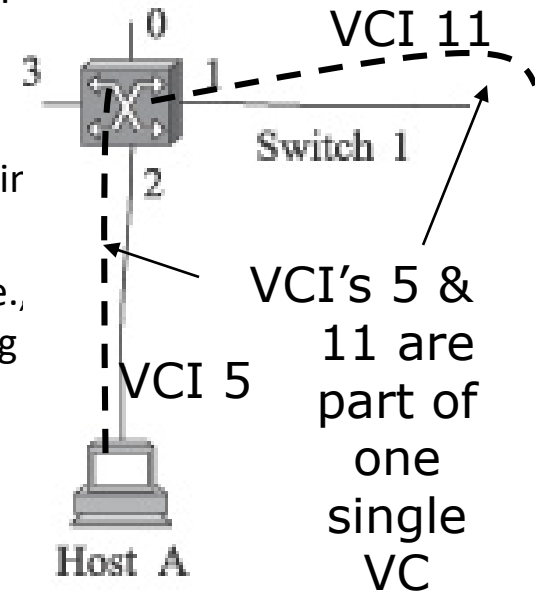 0
VCI 11
3
1
Switch 1
2
VCI's 5 &
11 are
part of
one
single
VC
VCI 5
Host A
e.,
g